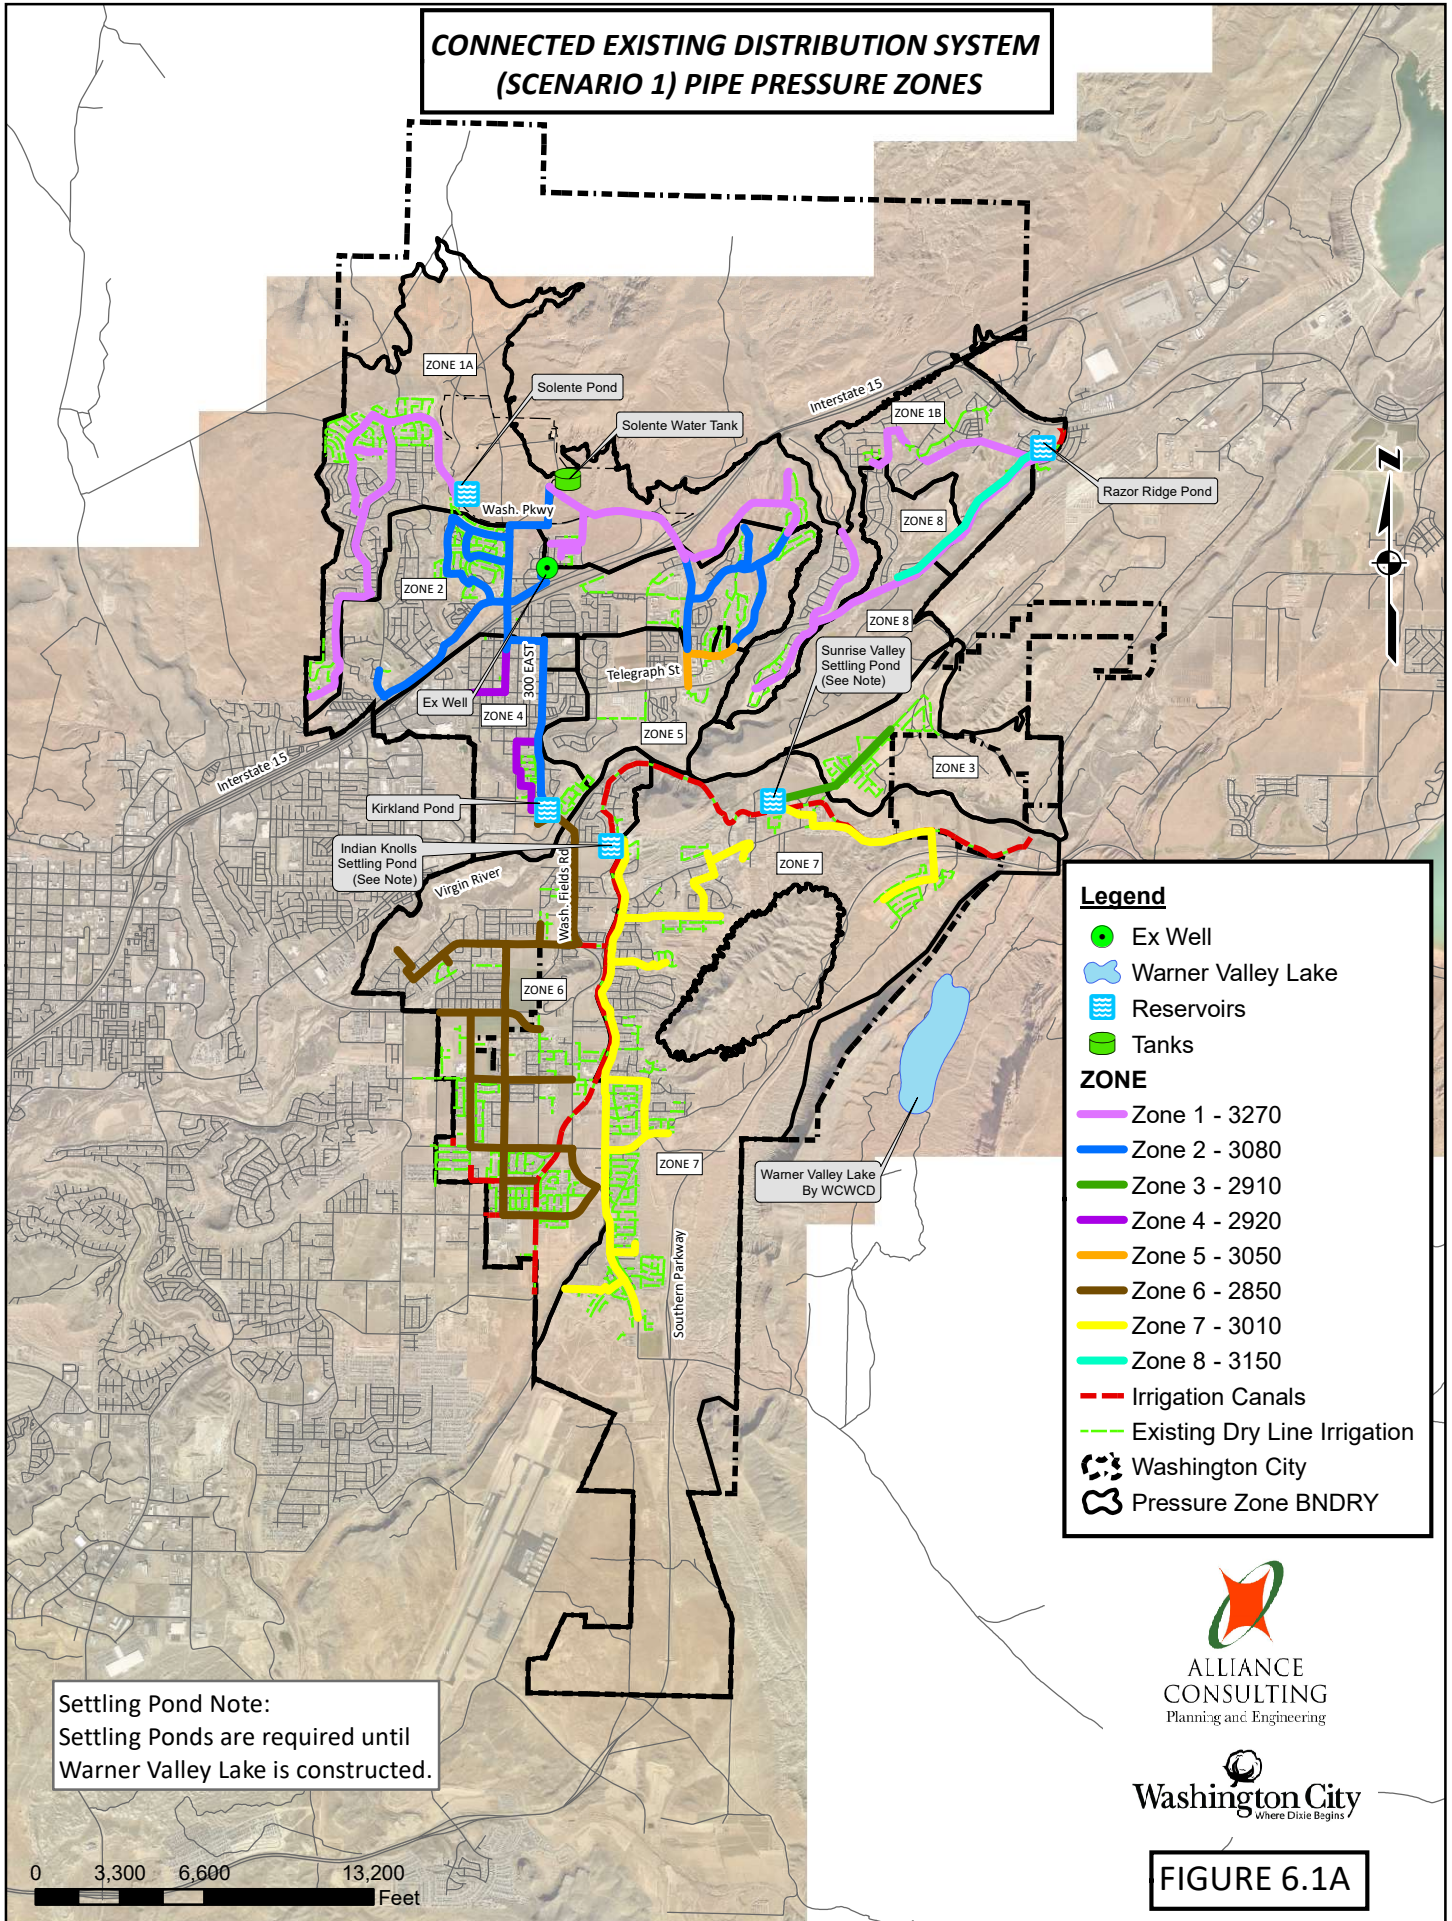 CONNECTED EXISTING DISTRIBUTION SYSTEM
(SCENARIO 1) PIPE PRESSURE ZONES
ZONE 1A
Solente Pond
Solente Water Tank
Interstate 15
ZONE 1B
Razor Ridge Pond
N
Wash. Pkwy
ZONE 8
ZONE 2
ZONE 8
Sunrise Valley
Settling Pond
(See Note)
300 EAST
Telegraph St
Ex Well
ZONE 4
ZONE 5
Interstate 15
ZONE 3
Kirkland Pond
Indian Knolls
Settling Pond
(See Note)
Virgin River
Wash. Fields Rd
ZONE 7
ZONE 6
ZONE 7
Warner Valley Lake
By WCWCD
Southern Parkway
Legend
Ex Well
Warner Valley Lake
Reservoirs
Tanks
ZONE
Zone 1 - 3270
Zone 2 - 3080
Zone 3 - 2910
Zone 4 - 2920
Zone 5 - 3050
Zone 6 - 2850
Zone 7 - 3010
Zone 8 - 3150
Irrigation Canals
Existing Dry Line Irrigation
Washington City
Pressure Zone BNDRY
ALLIANCE
CONSULTING
Planning and Engineering
Washington City
Where Dixie Begins
Settling Pond Note:
Settling Ponds are required until
Warner Valley Lake is constructed.
0 3,300 6,600 13,200
Feet
FIGURE 6.1A